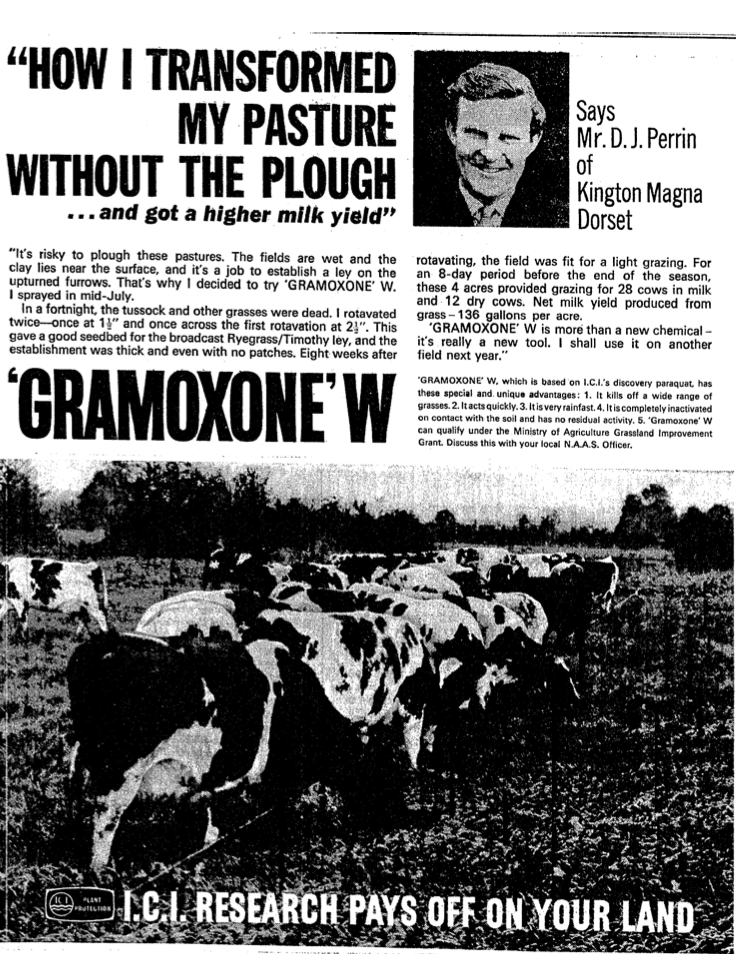 “HOW I TRANSFORMED
MY PASTURE
WITHOUT THE PLOUGH
...and got a higher milk yield”
Says
Mr. D. J. Perrin
of
Kington Magna
Dorset
“It's risky to plough these pastures. The fields are wet and the
clay lies near the surface, and it's a job to establish a ley on the
upturned furrows. That's why I decided to try ‘GRAMOXONE’ W.
I sprayed in mid-July.
In a fortnight, the tussock and other grasses were dead. I rotavated
twice—once at 1½” and once across the first rotavation at 2½”. This
gave a good seedbed for the broadcast Ryegrass/Timothy ley, and the
establishment was thick and even with no patches. Eight weeks after
rotavating, the field was fit for a light grazing. For
an 8-day period before the end of the season,
these 4 acres provided grazing for 28 cows in milk
and 12 dry cows. Net milk yield produced from
grass – 136 gallons per acre.
‘GRAMOXONE’ W is more than a new chemical –
it's really a new tool. I shall use it on another
field next year.”
‘GRAMOXONE’ W
‘GRAMOXONE’ W, which is based on I.C.I.'s discovery paraquat, has
these special and unique advantages: 1. It kills off a wide range of
grasses. 2. It acts quickly. 3. It is very rainfast. 4. It is completely inactivated
on contact with the soil and has no residual activity. 5. ‘Gramoxone’ W
can qualify under the Ministry of Agriculture Grassland Improvement
Grant. Discuss this with your local N.A.A.S. Officer.
ICI PLANT
PROTECTION
I.C.I. RESEARCH PAYS OFF ON YOUR LAND